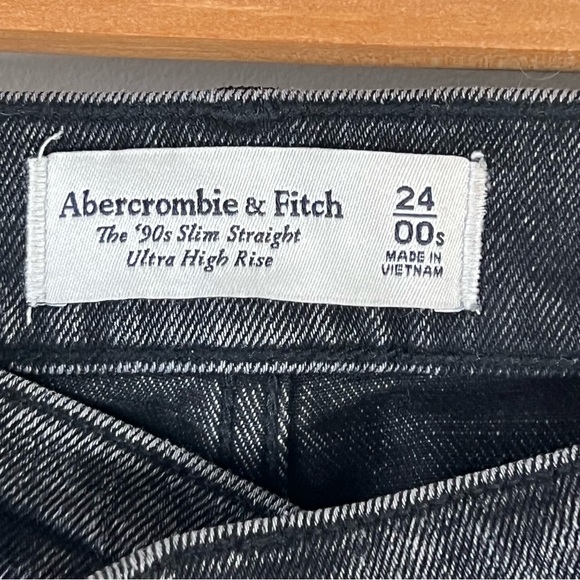 Abercrombie & Fitch
The '90s Slim Straight
Ultra High Rise
24
00s
MADE IN
VIETNAM